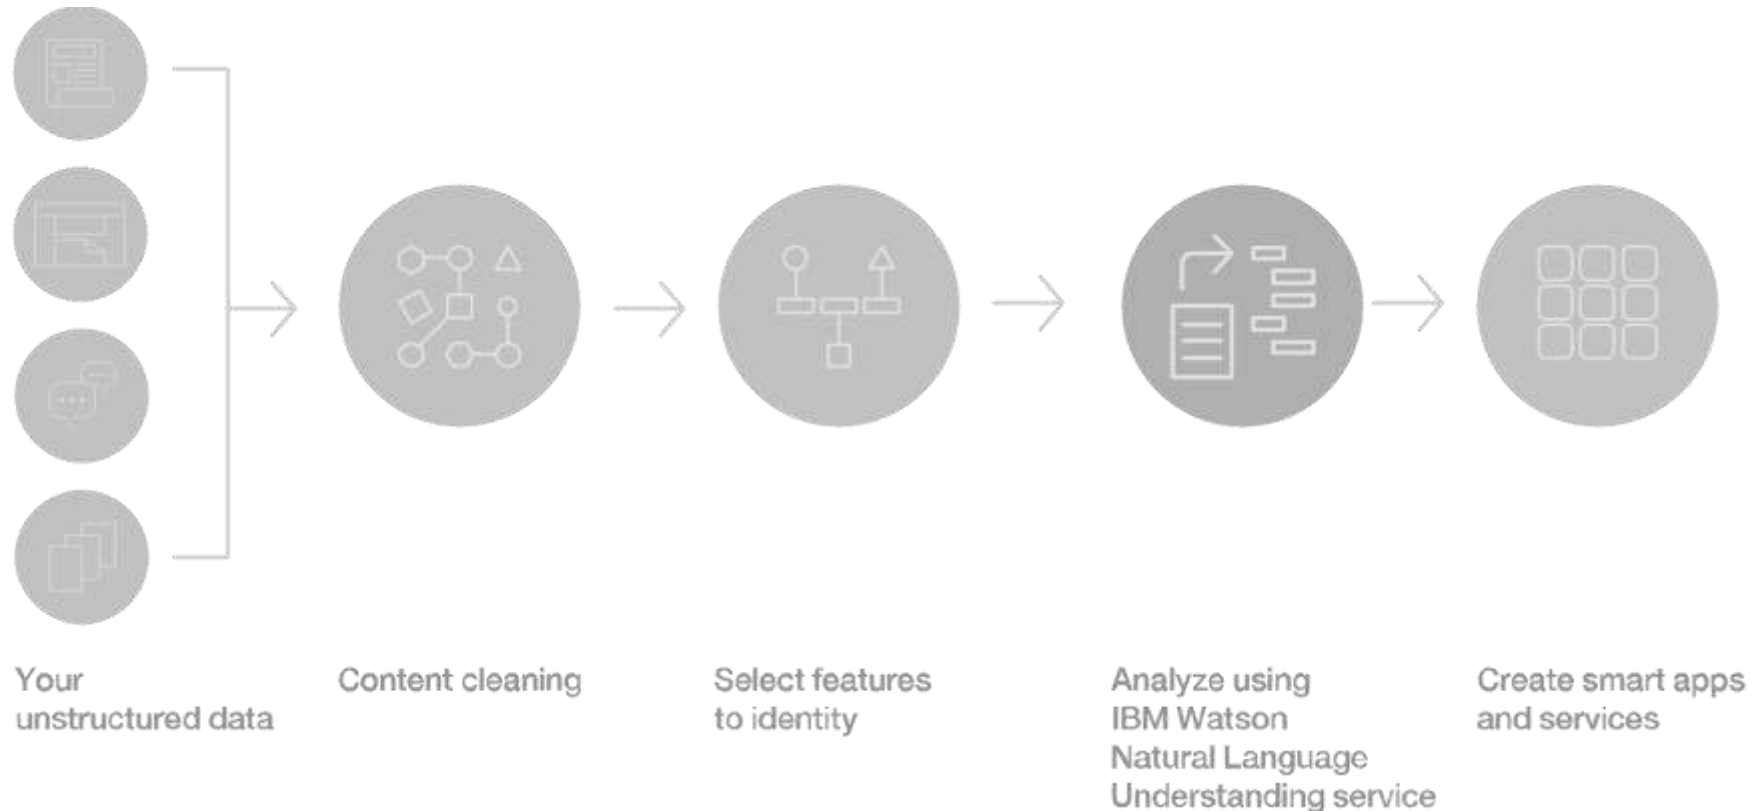 Your
unstructured data
Content cleaning
Select features
to identity
Analyze using
IBM Watson
Natural Language
Understanding service
Create smart apps
and services